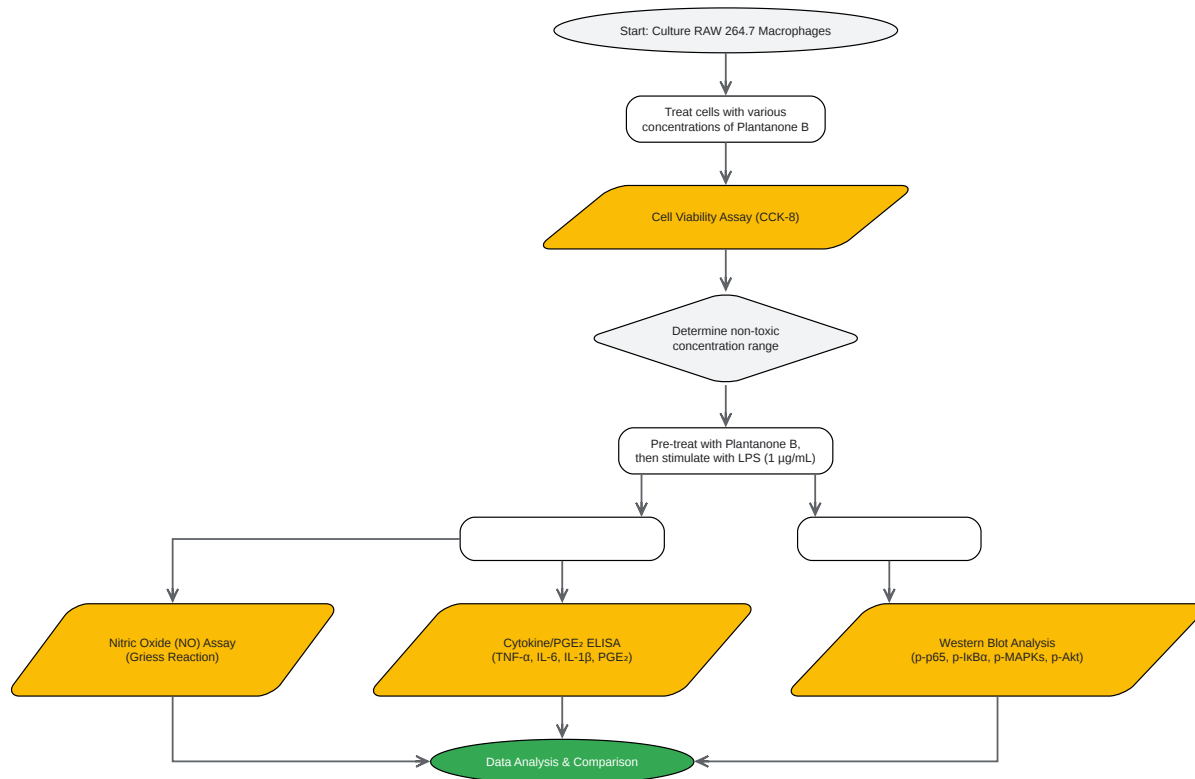 Start: Culture RAW 264.7 Macrophages
Treat cells with various
concentrations of Plantanone B
Cell Viability Assay (CCK-8)
Determine non-toxic
concentration range
Pre-treat with Plantanone B,
then stimulate with LPS (1 µg/mL)
Nitric Oxide (NO) Assay
(Griess Reaction)
Cytokine/PGE₂ ELISA
(TNF-α, IL-6, IL-1β, PGE₂)
Western Blot Analysis
(p-p65, p-IκBα, p-MAPKs, p-Akt)
Data Analysis & Comparison